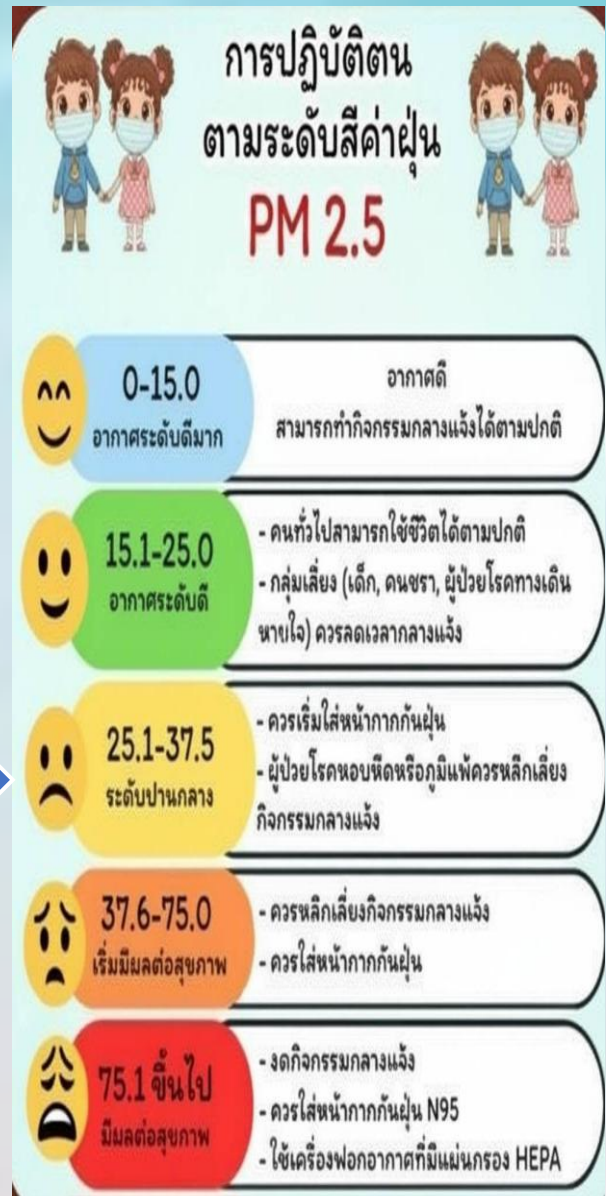 การปฏิบัติตน
ตามระดับสีค่าฝุ่น
PM 2.5
0-15.0
อากาศระดับดีมาก
อากาศดี
สามารถทำกิจกรรมกลางแจ้งได้ตามปกติ
15.1-25.0
อากาศระดับดี
- คนทั่วไปสามารถใช้ชีวิตได้ตามปกติ
- กลุ่มเสี่ยง (เด็ก, คนชรา, ผู้ป่วยโรคทางเดิน
หายใจ) ควรลดเวลากลางแจ้ง
25.1-37.5
ระดับปานกลาง
- ควรเริ่มใส่หน้ากากกันฝุ่น
- ผู้ป่วยโรคหอบหืดหรือภูมิแพ้ควรหลีกเลี่ยง
กิจกรรมกลางแจ้ง
37.6-75.0
เริ่มมีผลต่อสุขภาพ
- ควรหลีกเลี่ยงกิจกรรมกลางแจ้ง
- ควรใส่หน้ากากกันฝุ่น
75.1 ขึ้นไป
มีผลต่อสุขภาพ
- งดกิจกรรมกลางแจ้ง
- ควรใส่หน้ากากกันฝุ่น N95
- ใช้เครื่องฟอกอากาศที่มีแผ่นกรอง HEPA